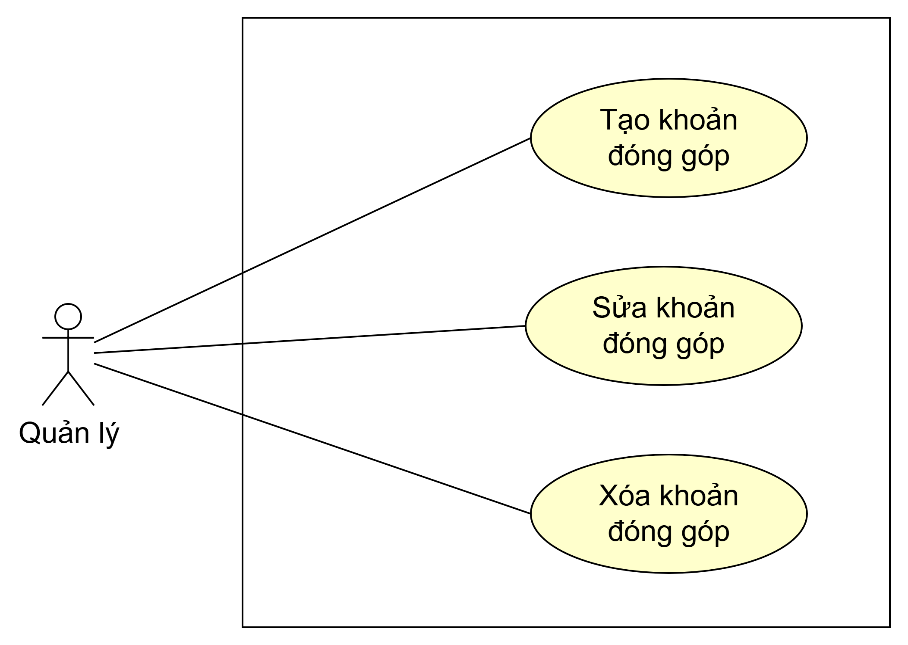 Tạo khoản
đóng góp
Sửa khoản
đóng góp
Quản lý
Xóa khoản
đóng góp